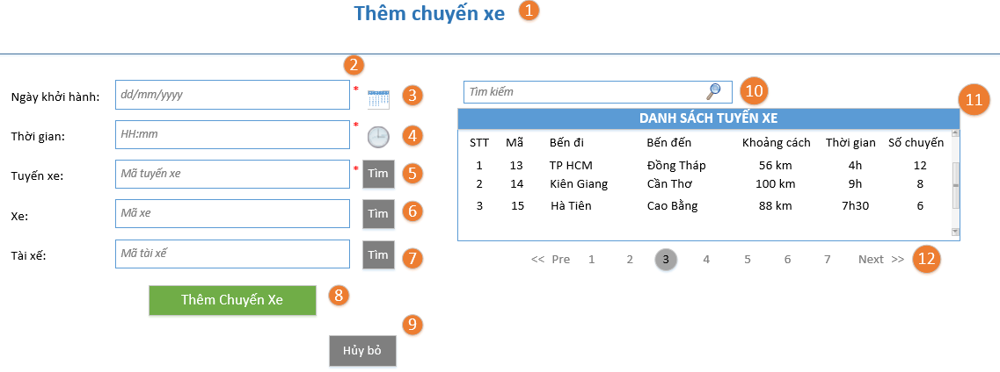 Thêm chuyến xe 1
2
Ngày khởi hành: dd/mm/yyyy * 3
Thời gian: HH:mm * 4
Tuyến xe: Mã tuyến xe * Tìm 5
Xe: Mã xe Tìm 6
Tài xế: Mã tài xế Tìm 7
Thêm Chuyến Xe 8
9
Hủy bỏ
Tìm kiếm 10
11
DANH SÁCH TUYẾN XE
STT Mã Bến đi Bến đến Khoảng cách Thời gian Số chuyến
1 13 TP HCM Đồng Tháp 56 km 4h 12
2 14 Kiên Giang Cần Thơ 100 km 9h 8
3 15 Hà Tiên Cao Bằng 88 km 7h30 6
<< Pre 1 2 3 4 5 6 7 Next >> 12